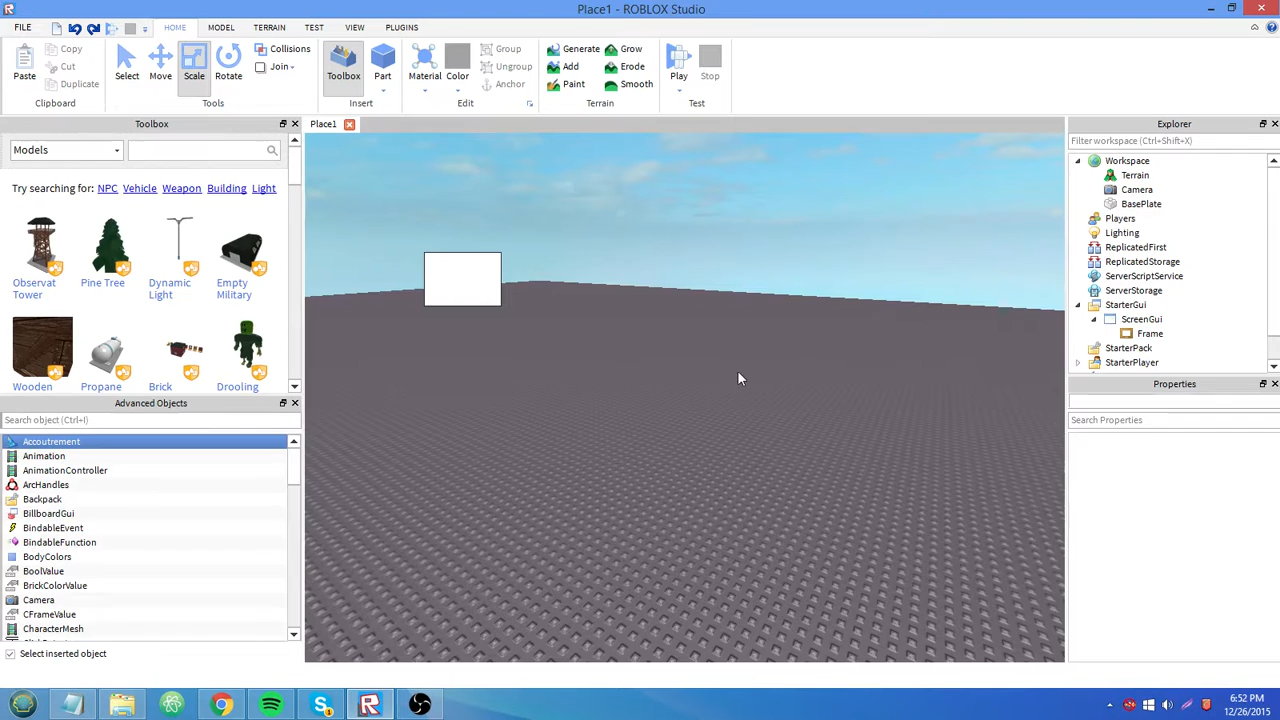 Place1 - ROBLOX Studio
FILE HOME MODEL TERRAIN TEST VIEW PLUGINS
Paste Copy Cut Duplicate Clipboard
Select Move Scale Rotate Collisions Join Tools
Toolbox Part Insert
Material Color Group Ungroup Anchor Edit
Generate Add Paint Grow Erode Smooth Terrain
Play Stop Test
Toolbox
Models
Try searching for: NPC Vehicle Weapon Building Light
Observat Tower
Pine Tree
Dynamic Light
Empty Military
Wooden Propane Brick Drooling
Advanced Objects
Search object (Ctrl+I)
Accoutrement
Animation
AnimationController
ArcHandles
Backpack
BillboardGui
BindableEvent
BindableFunction
BodyColors
BoolValue
BrickColorValue
Camera
CFrameValue
CharacterMesh
Select inserted object
Place1
Explorer
Filter workspace (Ctrl+Shift+X)
Workspace
Terrain
Camera
BasePlate
Players
Lighting
ReplicatedFirst
ReplicatedStorage
ServerScriptService
ServerStorage
StarterGui
ScreenGui
Frame
StarterPack
StarterPlayer
Properties
Search Properties
6:52 PM
12/26/2015